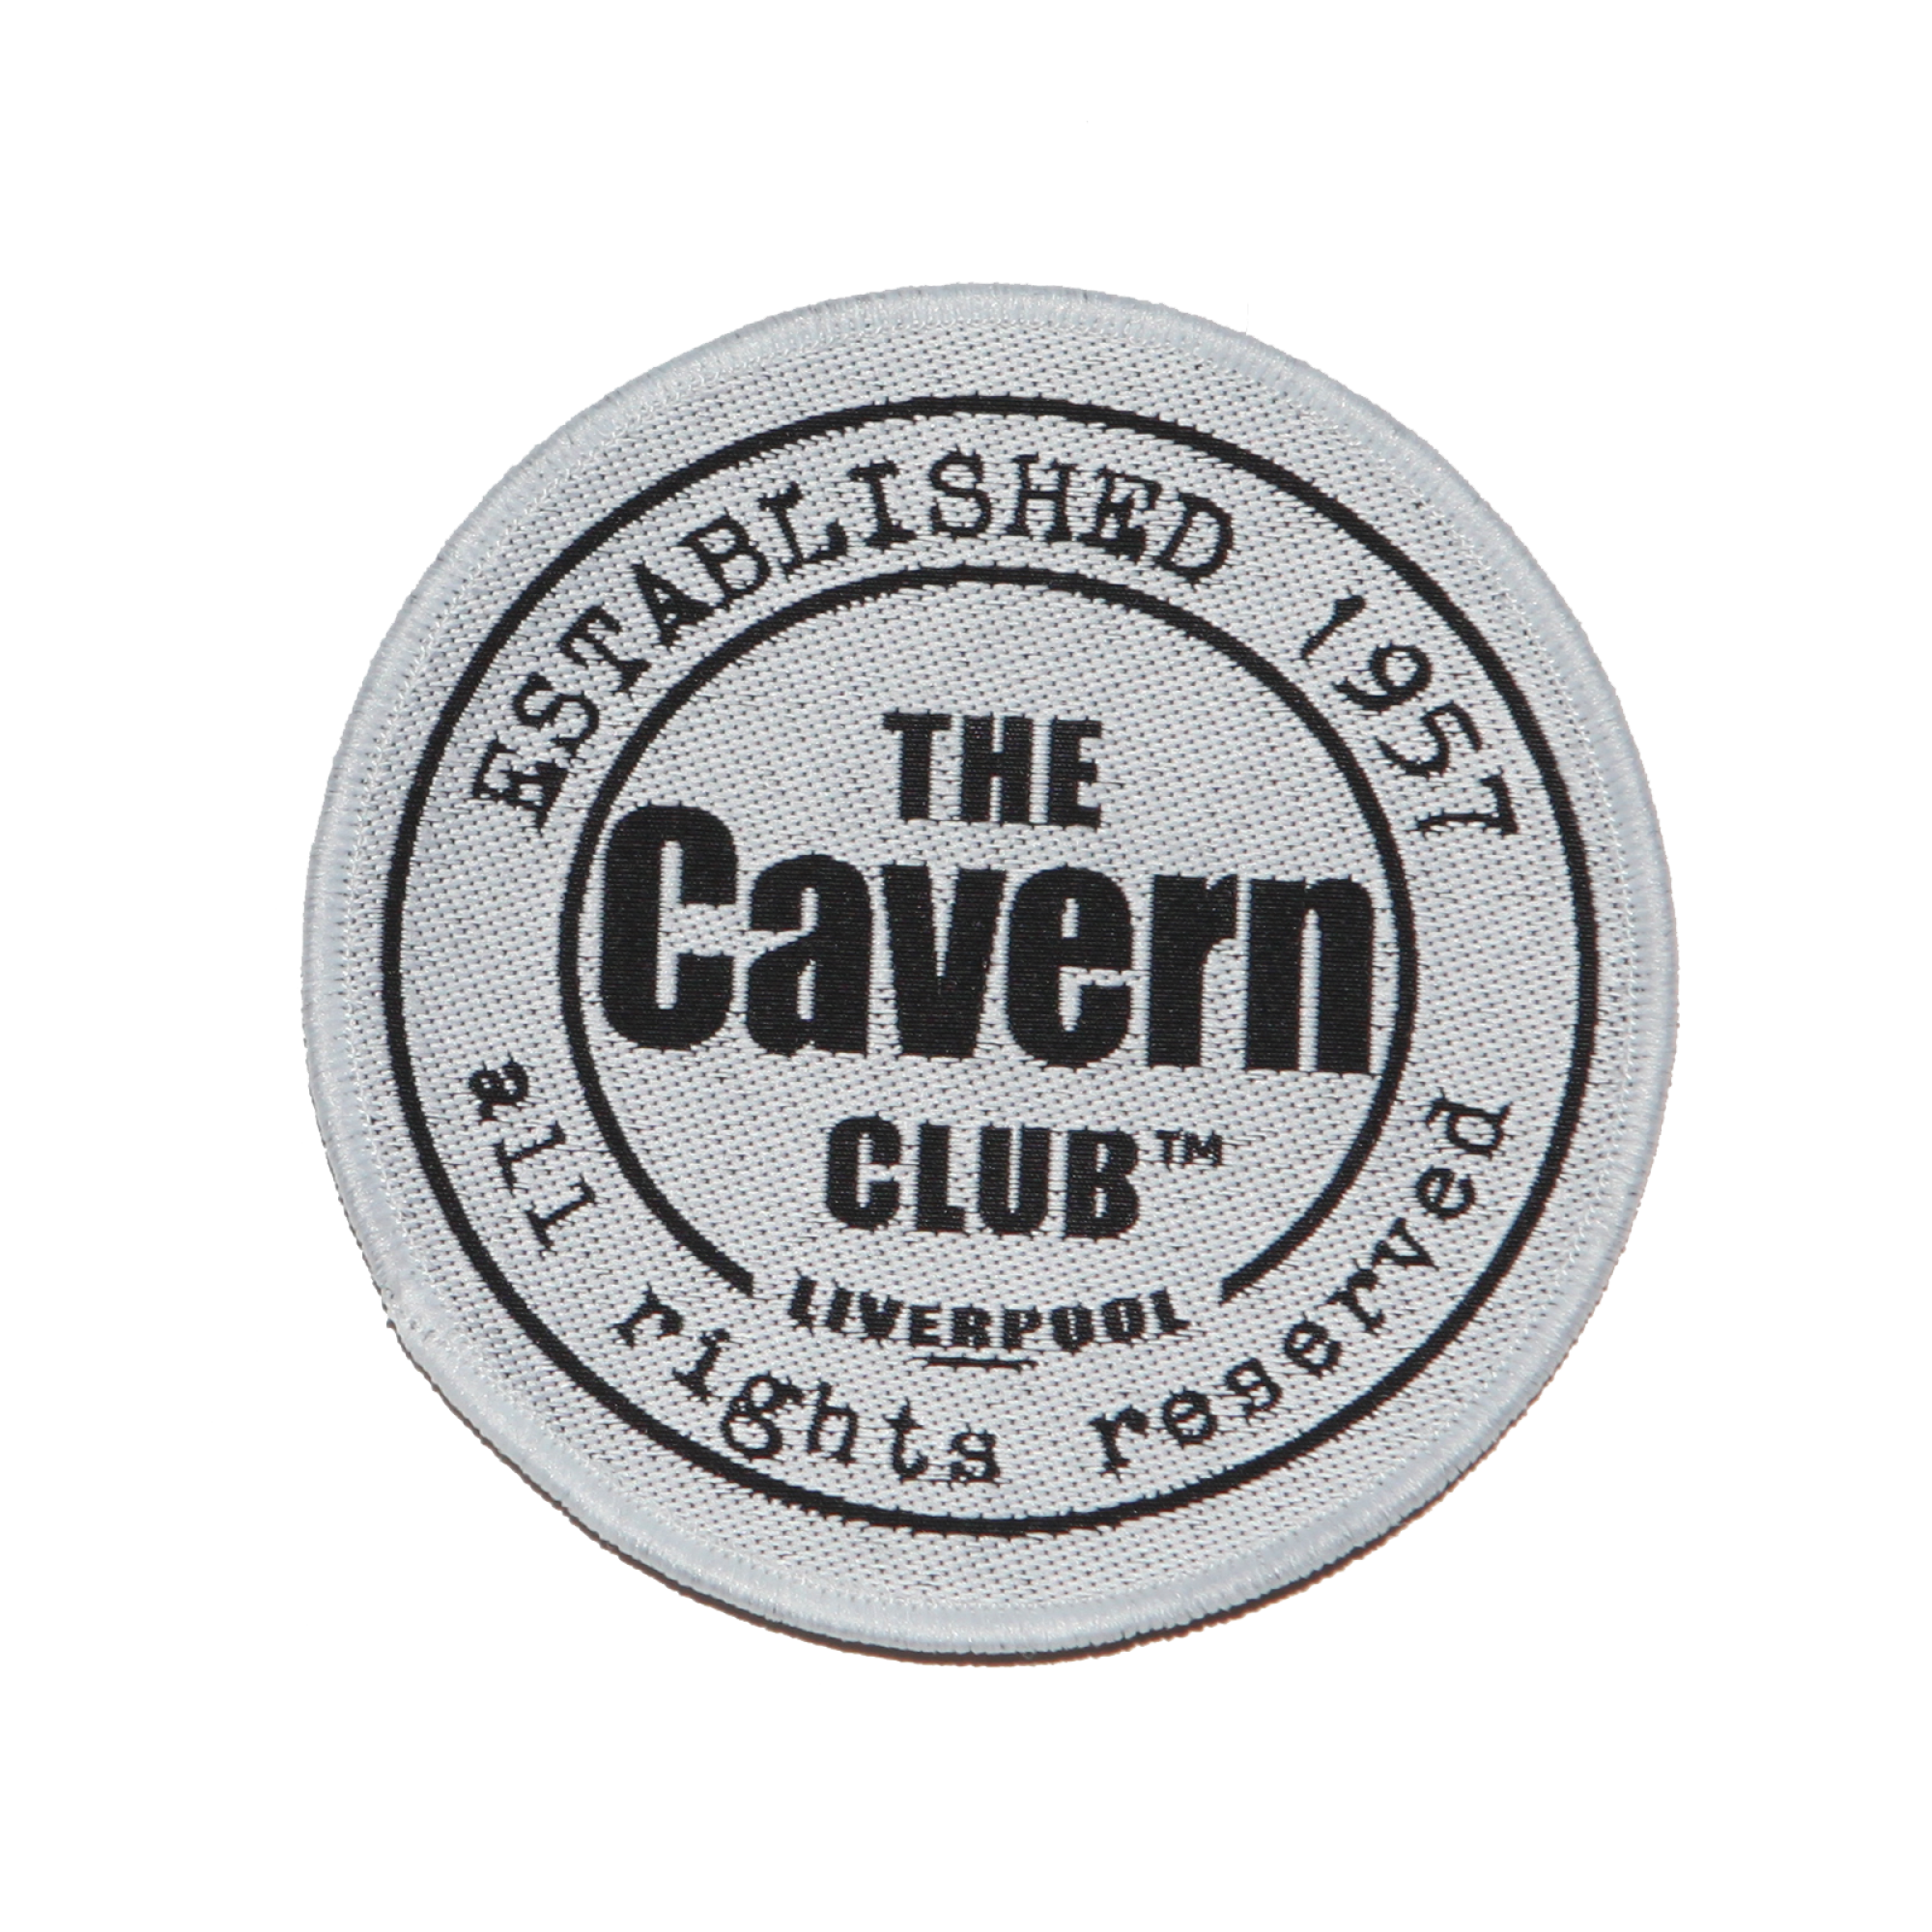 ESTABLISHED 1957
THE
Cavern
CLUB™
LIVERPOOL
all rights reserved